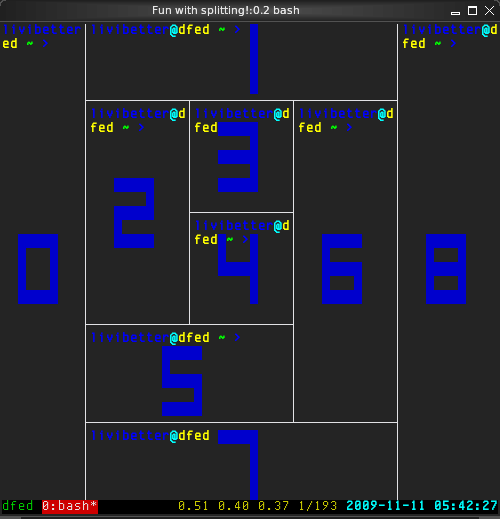 Fun with splitting!:0.2 bash
livibetter@d
ed ~ >
0
livibetter@dfed ~ >
1
livibetter@d
fed ~ >
2
livibetter@d
fed
3
livibetter@d
fed ~ >
4
livibetter@dfed ~ >
5
livibetter@d
fed ~ >
6
livibetter@dfed
7
livibetter@d
fed ~ >
8
dfed 0:bash* 0.51 0.40 0.37 1/193 2009-11-11 05:42:27